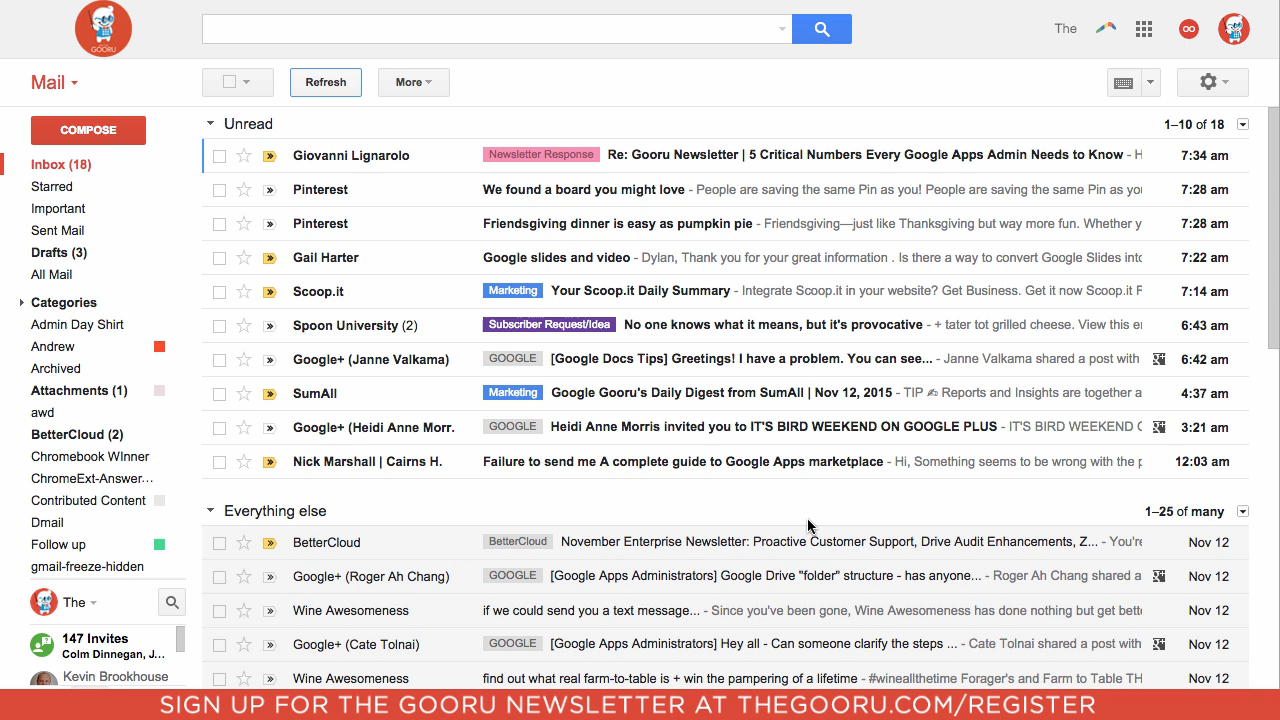 GOORU
The
Mail
Refresh
More
COMPOSE
Inbox (18)
Starred
Important
Sent Mail
Drafts (3)
All Mail
Categories
Admin Day Shirt
Andrew
Archived
Attachments (1)
awd
BetterCloud (2)
Chromebook WInner
ChromeExt-Answer...
Contributed Content
Dmail
Follow up
gmail-freeze-hidden
The
147 Invites
Colm Dinnegan, J...
Kevin Brookhouse
Unread 1–10 of 18
Giovanni Lignarolo Newsletter Response Re: Gooru Newsletter | 5 Critical Numbers Every Google Apps Admin Needs to Know - H 7:34 am
Pinterest We found a board you might love - People are saving the same Pin as you! People are saving the same Pin as you 7:28 am
Pinterest Friendsgiving dinner is easy as pumpkin pie - Friendsgiving—just like Thanksgiving but way more fun. Whether y 7:28 am
Gail Harter Google slides and video - Dylan, Thank you for your great information . Is there a way to convert Google Slides into 7:22 am
Scoop.it Marketing Your Scoop.it Daily Summary - Integrate Scoop.it in your website? Get Business. Get it now Scoop.it F 7:14 am
Spoon University (2) Subscriber Request/Idea No one knows what it means, but it's provocative - + tater tot grilled cheese. View this er 6:43 am
Google+ (Janne Valkama) GOOGLE [Google Docs Tips] Greetings! I have a problem. You can see... - Janne Valkama shared a post with 6:42 am
SumAll Marketing Google Gooru's Daily Digest from SumAll | Nov 12, 2015 - TIP ✍ Reports and Insights are together a 4:37 am
Google+ (Heidi Anne Morr. GOOGLE Heidi Anne Morris invited you to IT'S BIRD WEEKEND ON GOOGLE PLUS - IT'S BIRD WEEKEND C 3:21 am
Nick Marshall | Cairns H. Failure to send me A complete guide to Google Apps marketplace - Hi, Something seems to be wrong with the p 12:03 am
Everything else 1–25 of many
BetterCloud BetterCloud November Enterprise Newsletter: Proactive Customer Support, Drive Audit Enhancements, Z... - You're Nov 12
Google+ (Roger Ah Chang) GOOGLE [Google Apps Administrators] Google Drive "folder" structure - has anyone... - Roger Ah Chang shared a Nov 12
Wine Awesomeness if we could send you a text message... - Since you've been gone, Wine Awesomeness has done nothing but get bette Nov 12
Google+ (Cate Tolnai) GOOGLE [Google Apps Administrators] Hey all - Can someone clarify the steps ... - Cate Tolnai shared a post with Nov 12
Wine Awesomeness find out what real farm-to-table is + win the pig-roast of a lifetime - #wineallthetime Forager's and Farm to Table TH Nov 12
SIGN UP FOR THE GOORU NEWSLETTER AT THEGOORU.COM/REGISTER